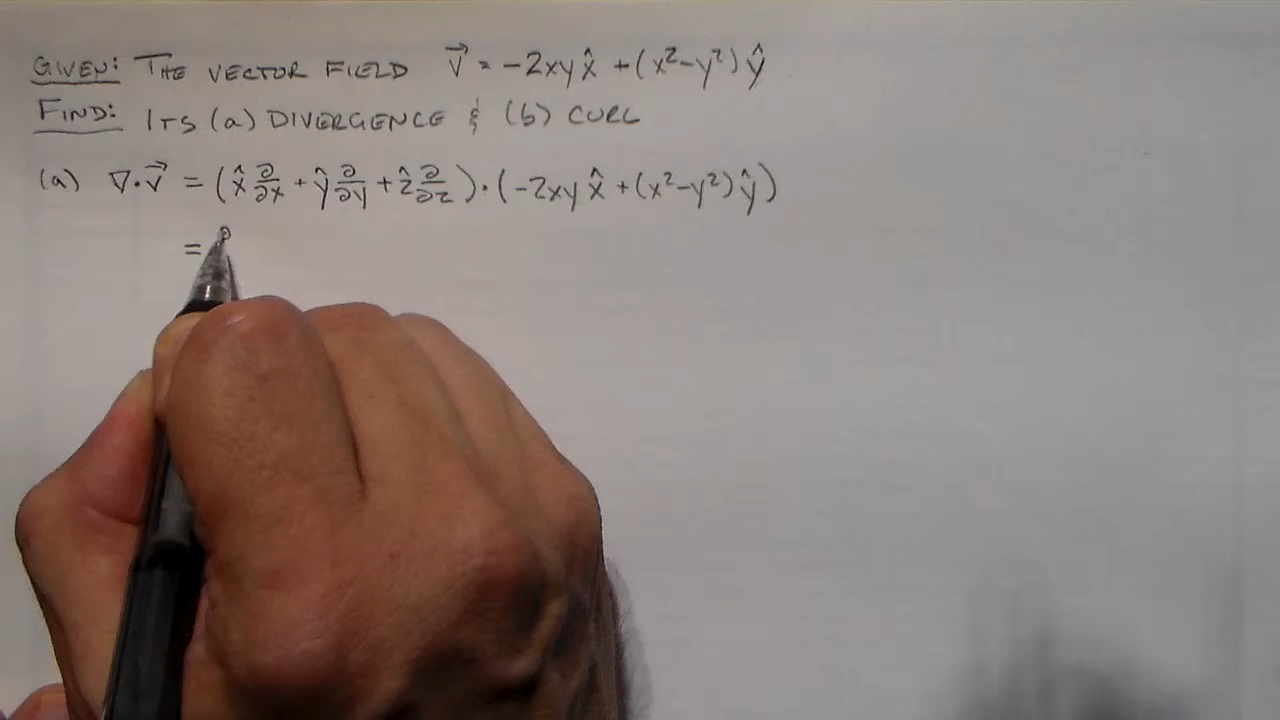 GIVEN: THE VECTOR FIELD v⃗ = -2xy x̂ + (x²-y²) ŷ
FIND: ITS (a) DIVERGENCE & (b) CURL
(a) ∇·v⃗ = (x̂ ∂/∂x + ŷ ∂/∂y + ẑ ∂/∂z)·(-2xy x̂ + (x²-y²) ŷ)
= ∂